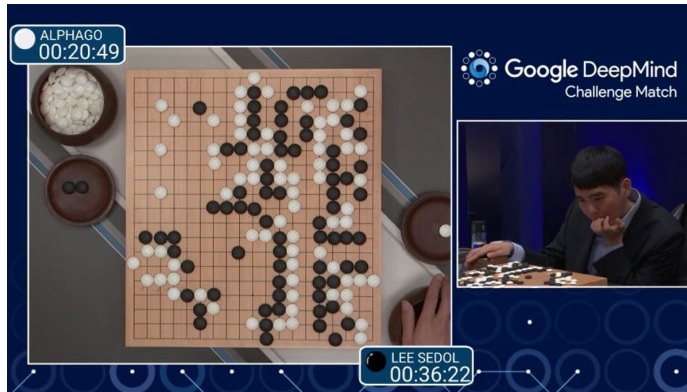 ALPHAGO
00:20:49
Google DeepMind
Challenge Match
LEE SEDOL
00:36:22